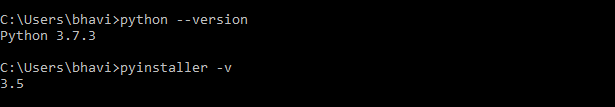 C:\Users\bhavi>python --version
Python 3.7.3
C:\Users\bhavi>pyinstaller -v
3.5